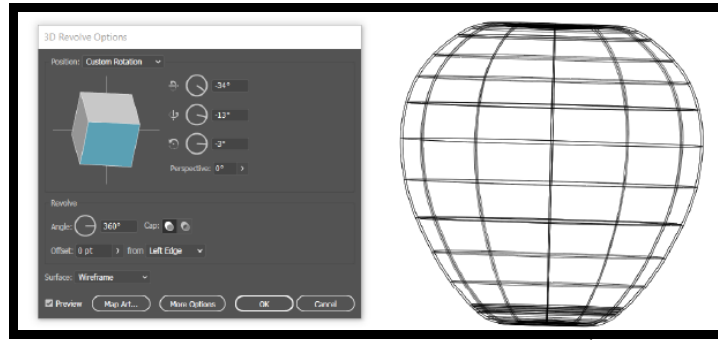 3D Revolve Options
Position: Custom Rotation
-34°
-13°
-3°
Perspective: 0°
Revolve
Angle: 360° Cap:
Offset: 0 pt from Left Edge
Surface: Wireframe
Preview Map Art... More Options OK Cancel